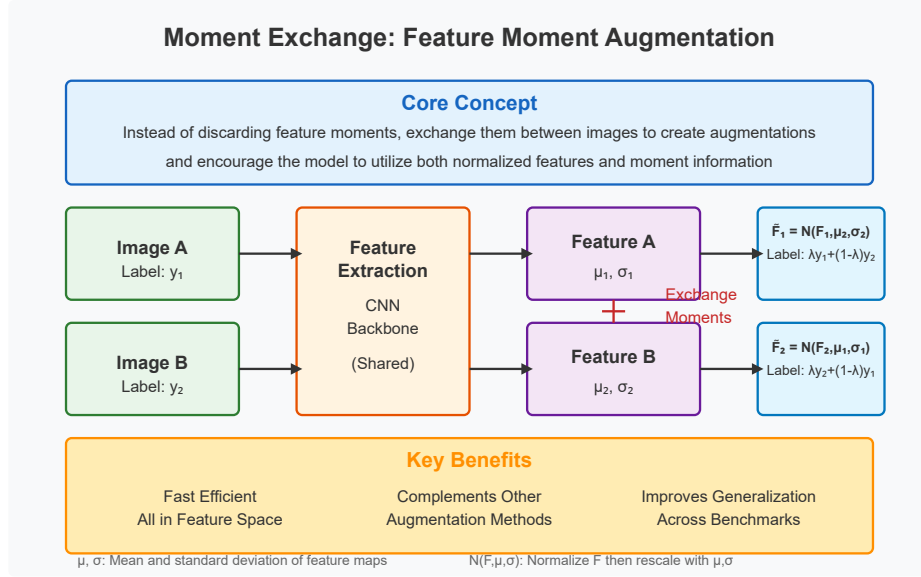 Moment Exchange: Feature Moment Augmentation
Core Concept
Instead of discarding feature moments, exchange them between images to create augmentations
and encourage the model to utilize both normalized features and moment information
Image A
Label: y₁
Image B
Label: y₂
Feature
Extraction
CNN
Backbone
(Shared)
Feature A
μ₁, σ₁
Exchange
Moments
Feature B
μ₂, σ₂
F̃₁ = N(F₁,μ₂,σ₂)
Label: λy₁+(1-λ)y₂
F̃₂ = N(F₂,μ₁,σ₁)
Label: λy₂+(1-λ)y₁
Key Benefits
Fast Efficient
All in Feature Space
Complements Other
Augmentation Methods
Improves Generalization
Across Benchmarks
μ, σ: Mean and standard deviation of feature maps
N(F,μ,σ): Normalize F then rescale with μ,σ